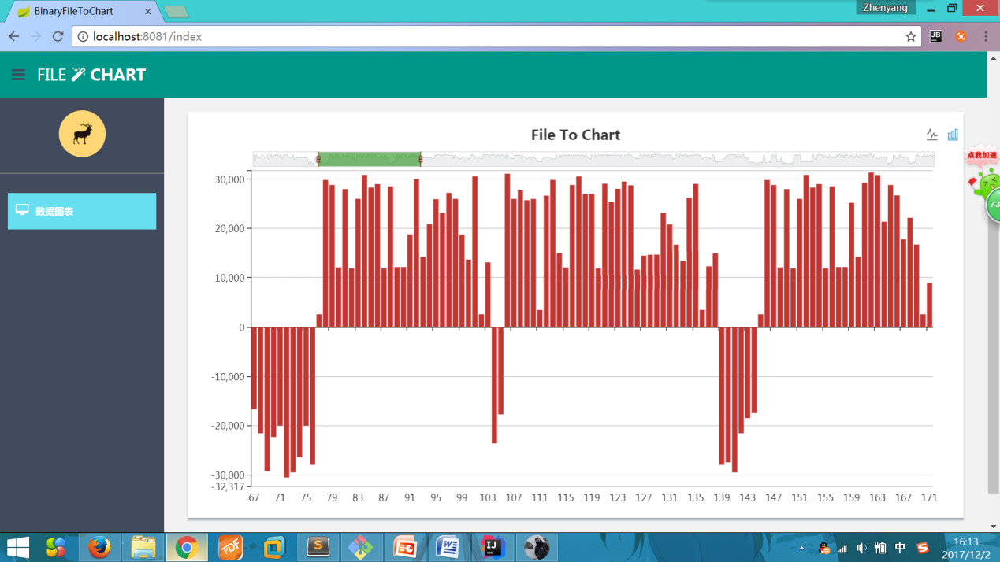 BinaryFileToChart
Zhenyang
localhost:8081/index
JB
FILE CHART
File To Chart
点我加速
73
数据图表
30,000
20,000
10,000
0
-10,000
-20,000
-30,000
-32,317
67 71 75 79 83 87 91 95 99 103 107 111 115 119 123 127 131 135 139 143 147 151 155 159 163 167 171
PDF
S
W
IJ
中
S
16:13
2017/12/2